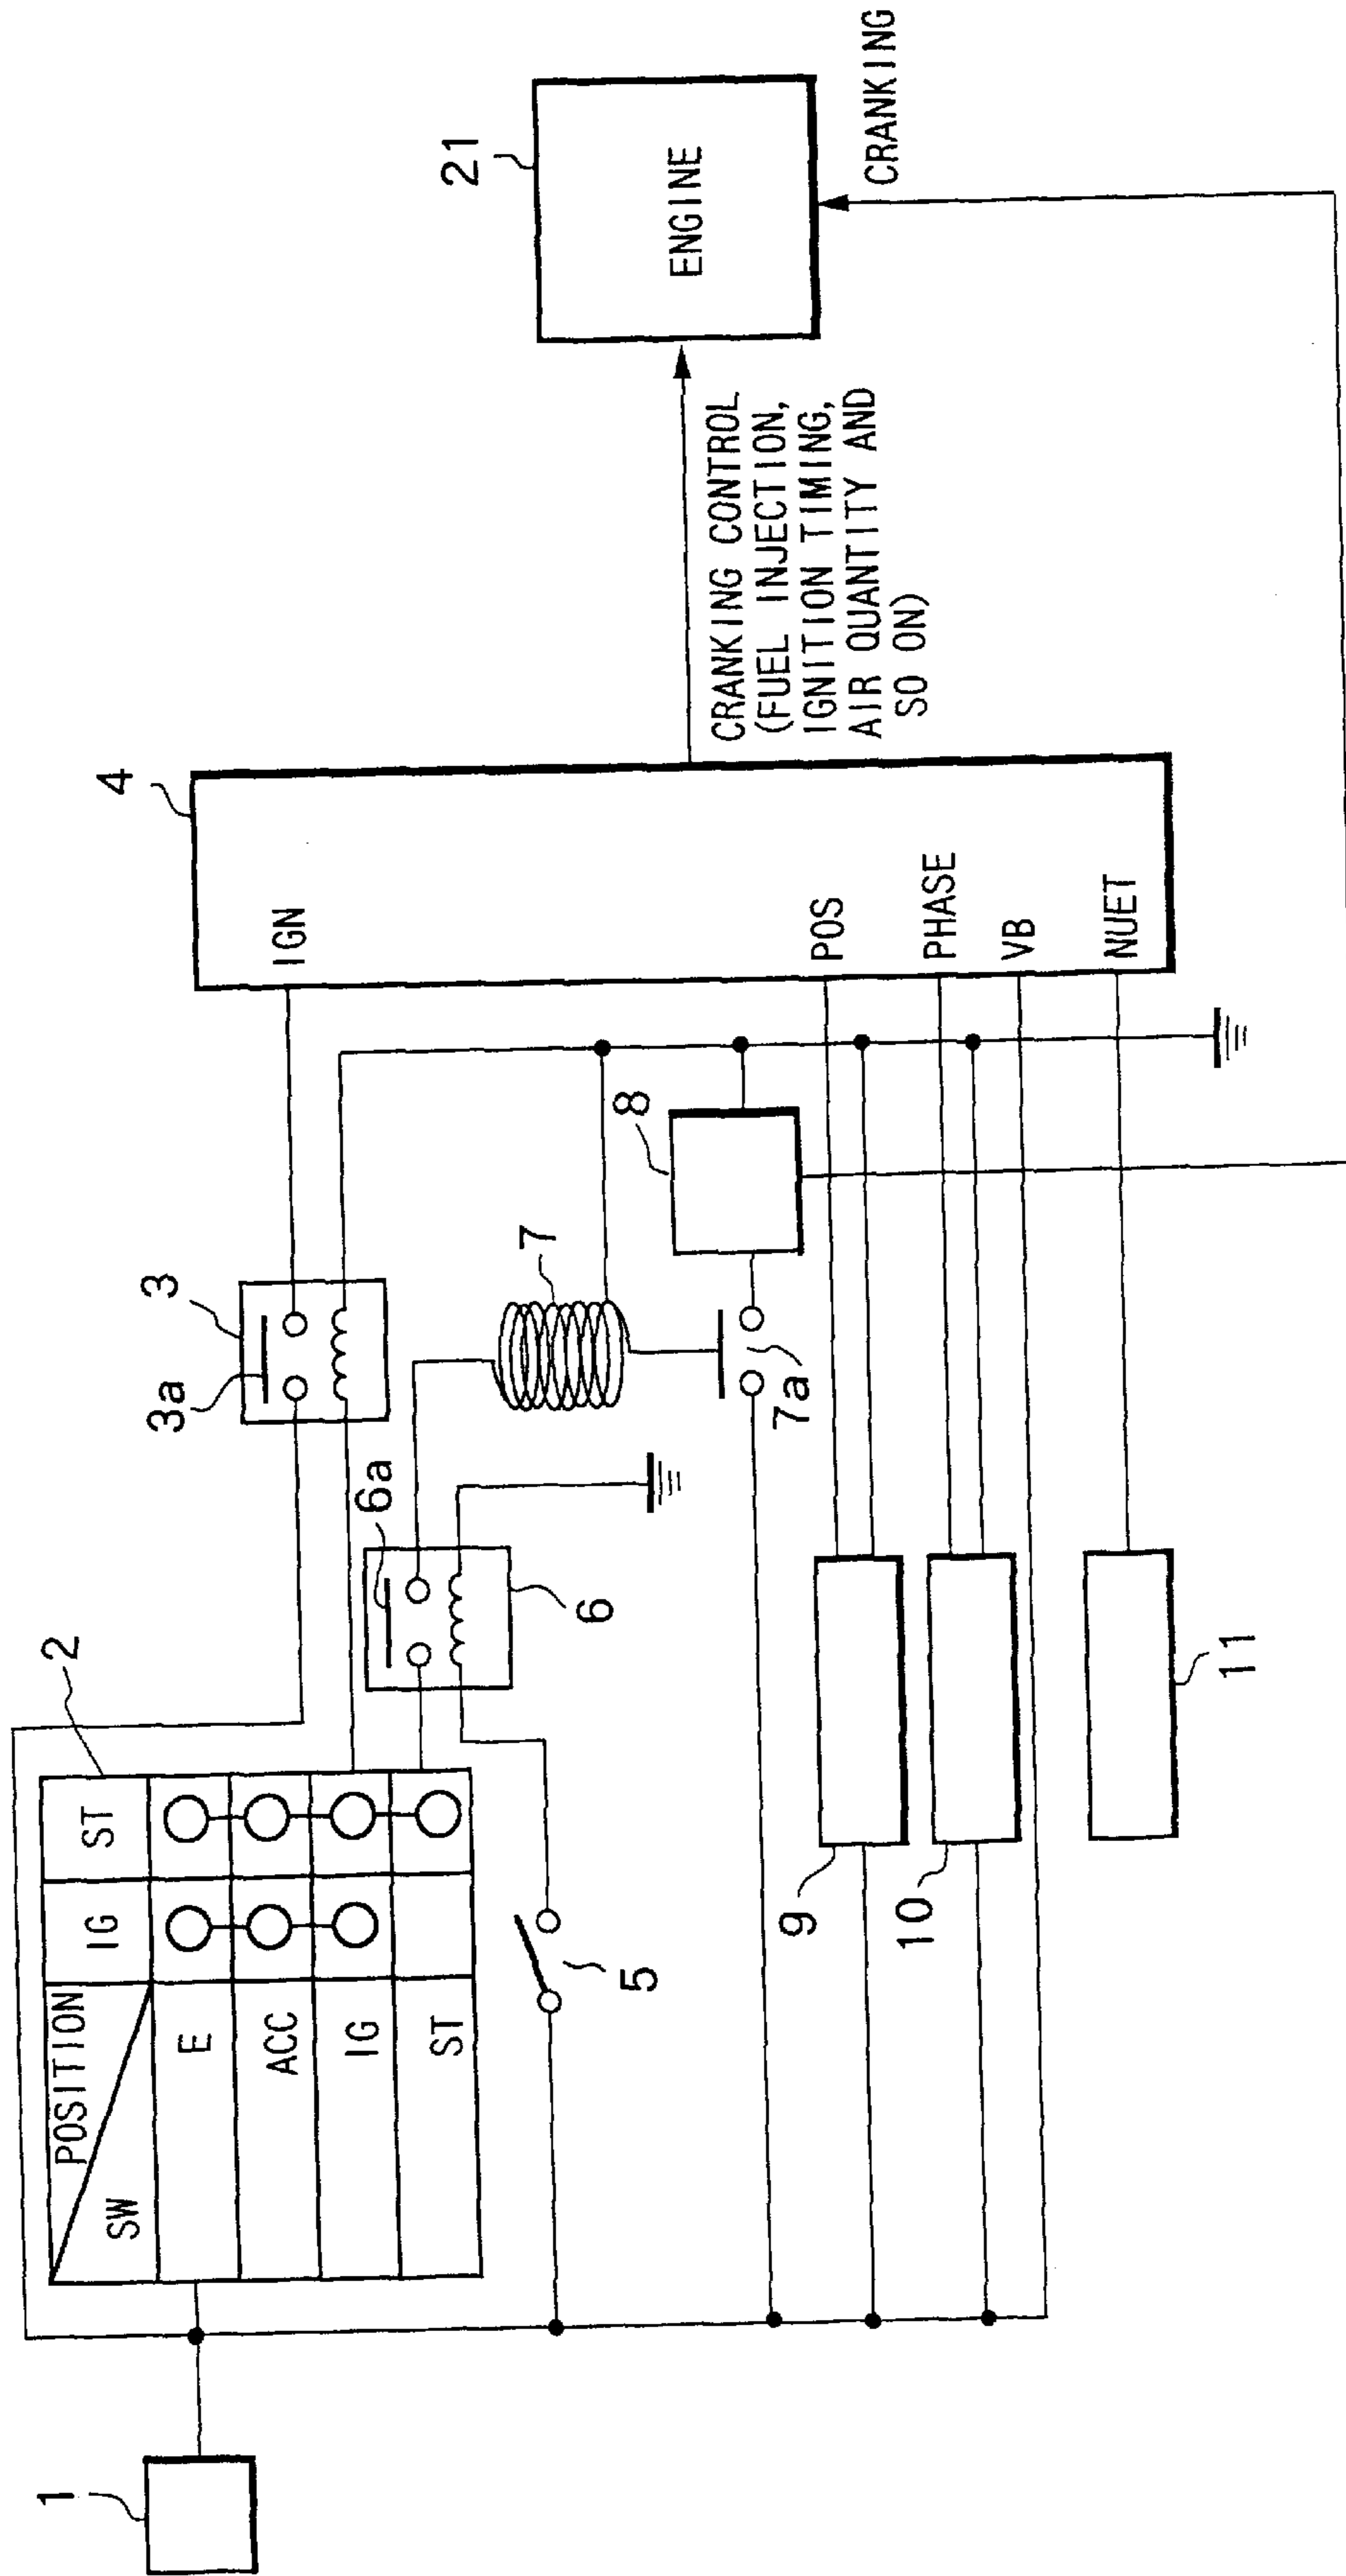 1
2
POSITION
SW
IG
ST
E
ACC
IG
ST
3
3a
6a
6
5
7
7a
8
9
10
11
4
IGN
POS
PHASE
VB
NUET
CRANKING CONTROL
(FUEL INJECTION,
IGNITION TIMING,
AIR QUANTITY AND
SO ON)
21
ENGINE
CRANKING